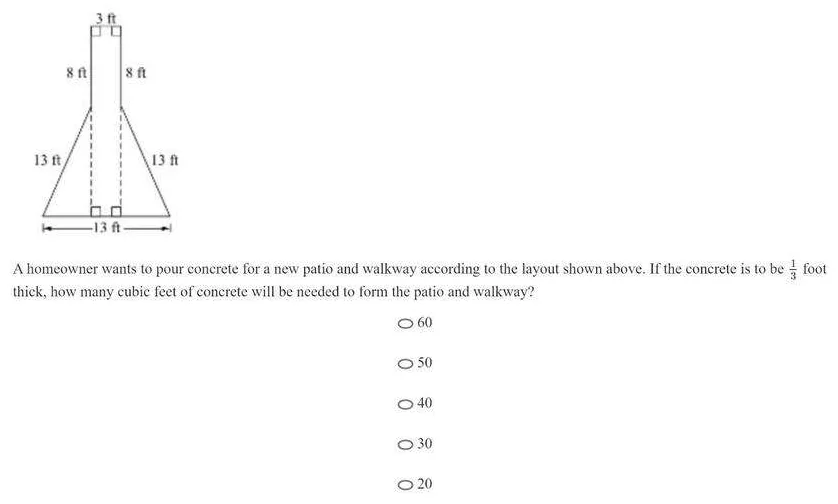 3 ft
8 ft 8 ft
13 ft 13 ft
13 ft
A homeowner wants to pour concrete for a new patio and walkway according to the layout shown above. If the concrete is to be 1/3 foot
thick, how many cubic feet of concrete will be needed to form the patio and walkway?
60
50
40
30
20